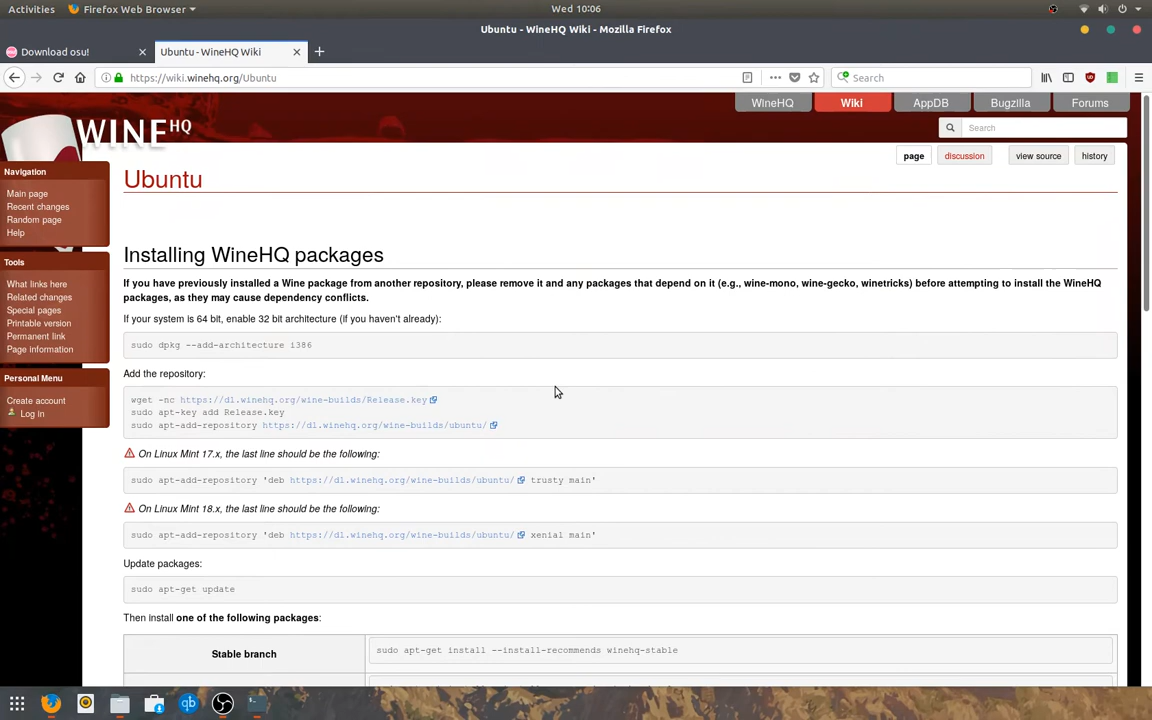 Activities
Firefox Web Browser
Wed 10:06
Ubuntu - WineHQ Wiki - Mozilla Firefox
Download osu!
Ubuntu - WineHQ Wiki
https://wiki.winehq.org/Ubuntu
Search
WineHQ
Wiki
AppDB
Bugzilla
Forums
WINE HQ
Search
page
discussion
view source
history
Navigation
Main page
Recent changes
Random page
Help
Tools
What links here
Related changes
Special pages
Printable version
Permanent link
Page information
Personal Menu
Create account
Log in
Ubuntu
Installing WineHQ packages
If you have previously installed a Wine package from another repository, please remove it and any packages that depend on it (e.g., wine-mono, wine-gecko, winetricks) before attempting to install the WineHQ
packages, as they may cause dependency conflicts.
If your system is 64 bit, enable 32 bit architecture (if you haven't already):
sudo dpkg --add-architecture i386
Add the repository:
wget -nc https://dl.winehq.org/wine-builds/Release.key
sudo apt-key add Release.key
sudo apt-add-repository https://dl.winehq.org/wine-builds/ubuntu/
On Linux Mint 17.x, the last line should be the following:
sudo apt-add-repository 'deb https://dl.winehq.org/wine-builds/ubuntu/ trusty main'
On Linux Mint 18.x, the last line should be the following:
sudo apt-add-repository 'deb https://dl.winehq.org/wine-builds/ubuntu/ xenial main'
Update packages:
sudo apt-get update
Then install one of the following packages:
Stable branch
sudo apt-get install --install-recommends winehq-stable
qb